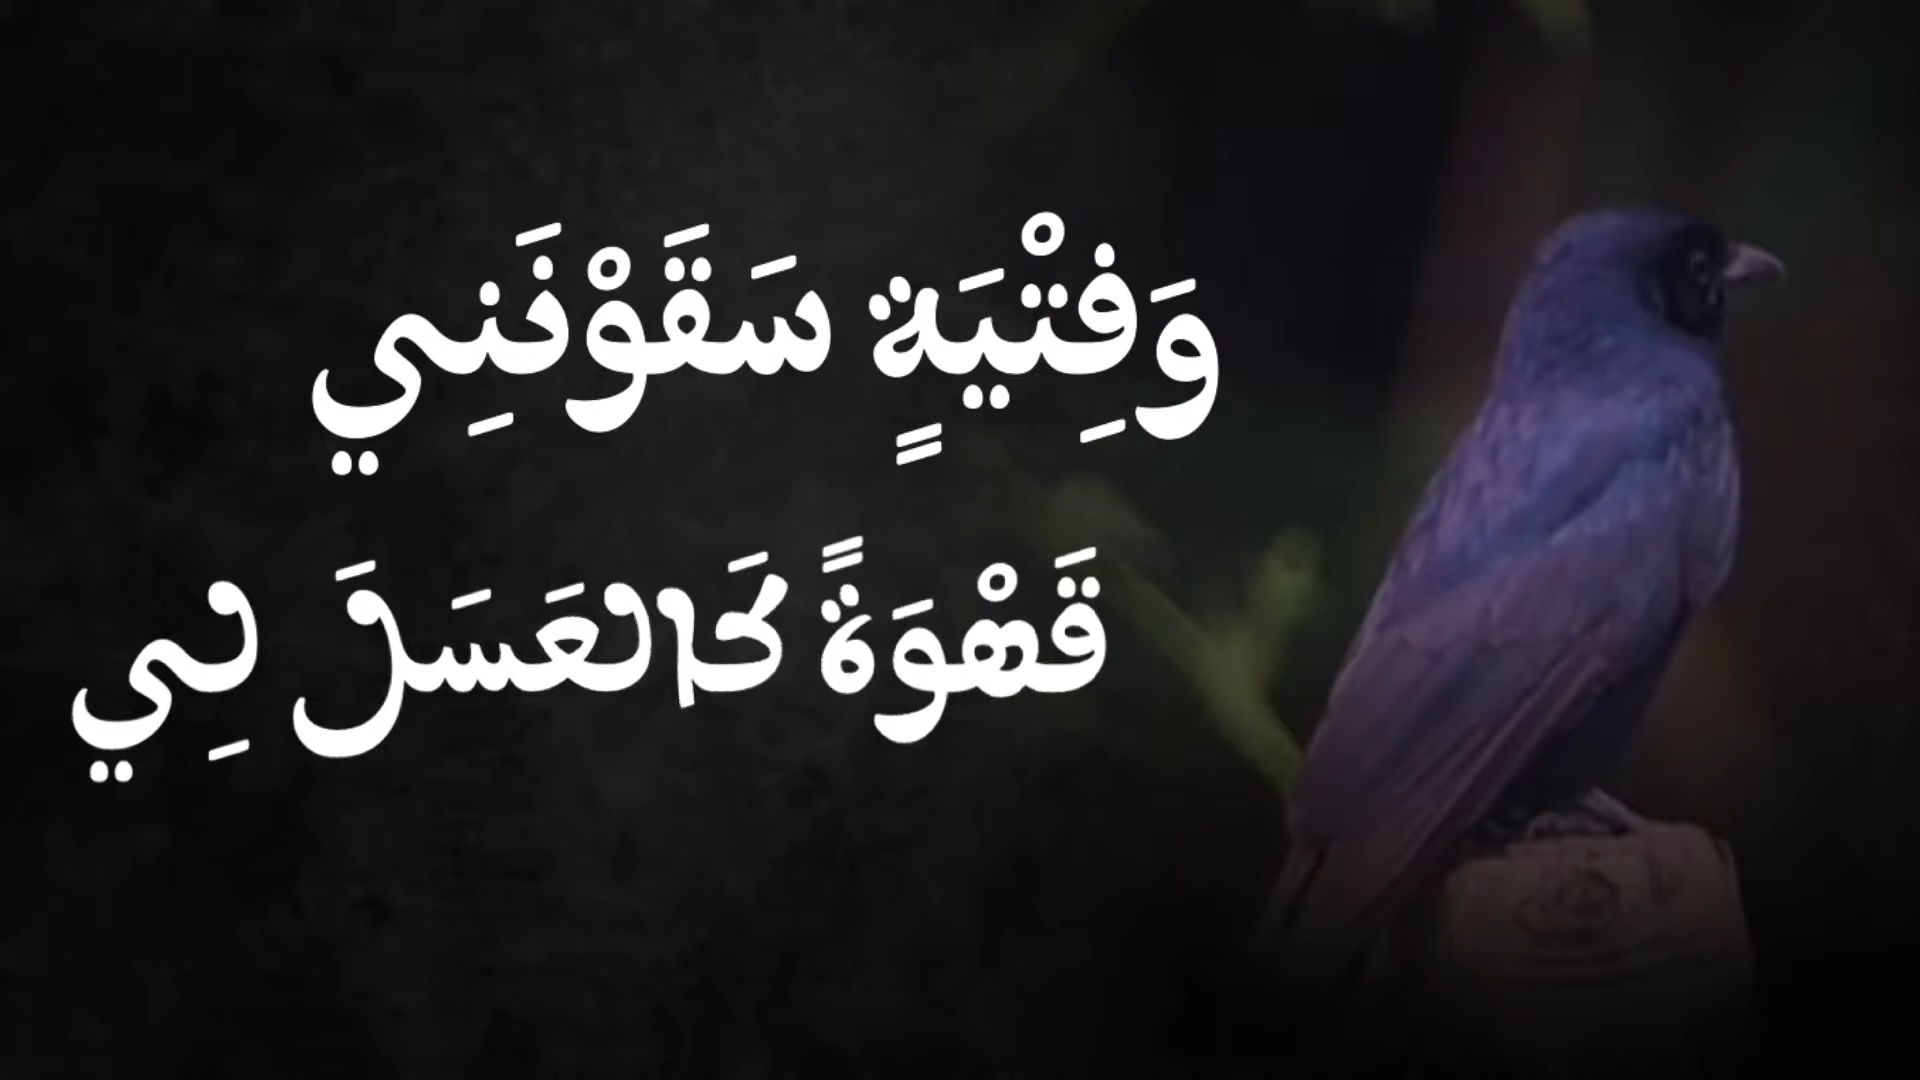 وَفِتْيَةٍ سَقَوْنَنِي
قَهْوَةً كَالعَسَلَ لِي